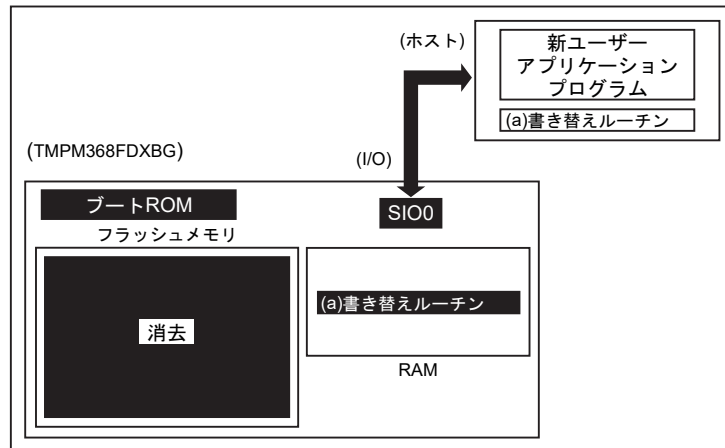 (ホスト)
新ユーザー
アプリケーション
プログラム
(a)書き替えルーチン
(TMPM368FDXBG)
(I/O)
ブートROM
SIO0
フラッシュメモリ
(a)書き替えルーチン
消去
RAM